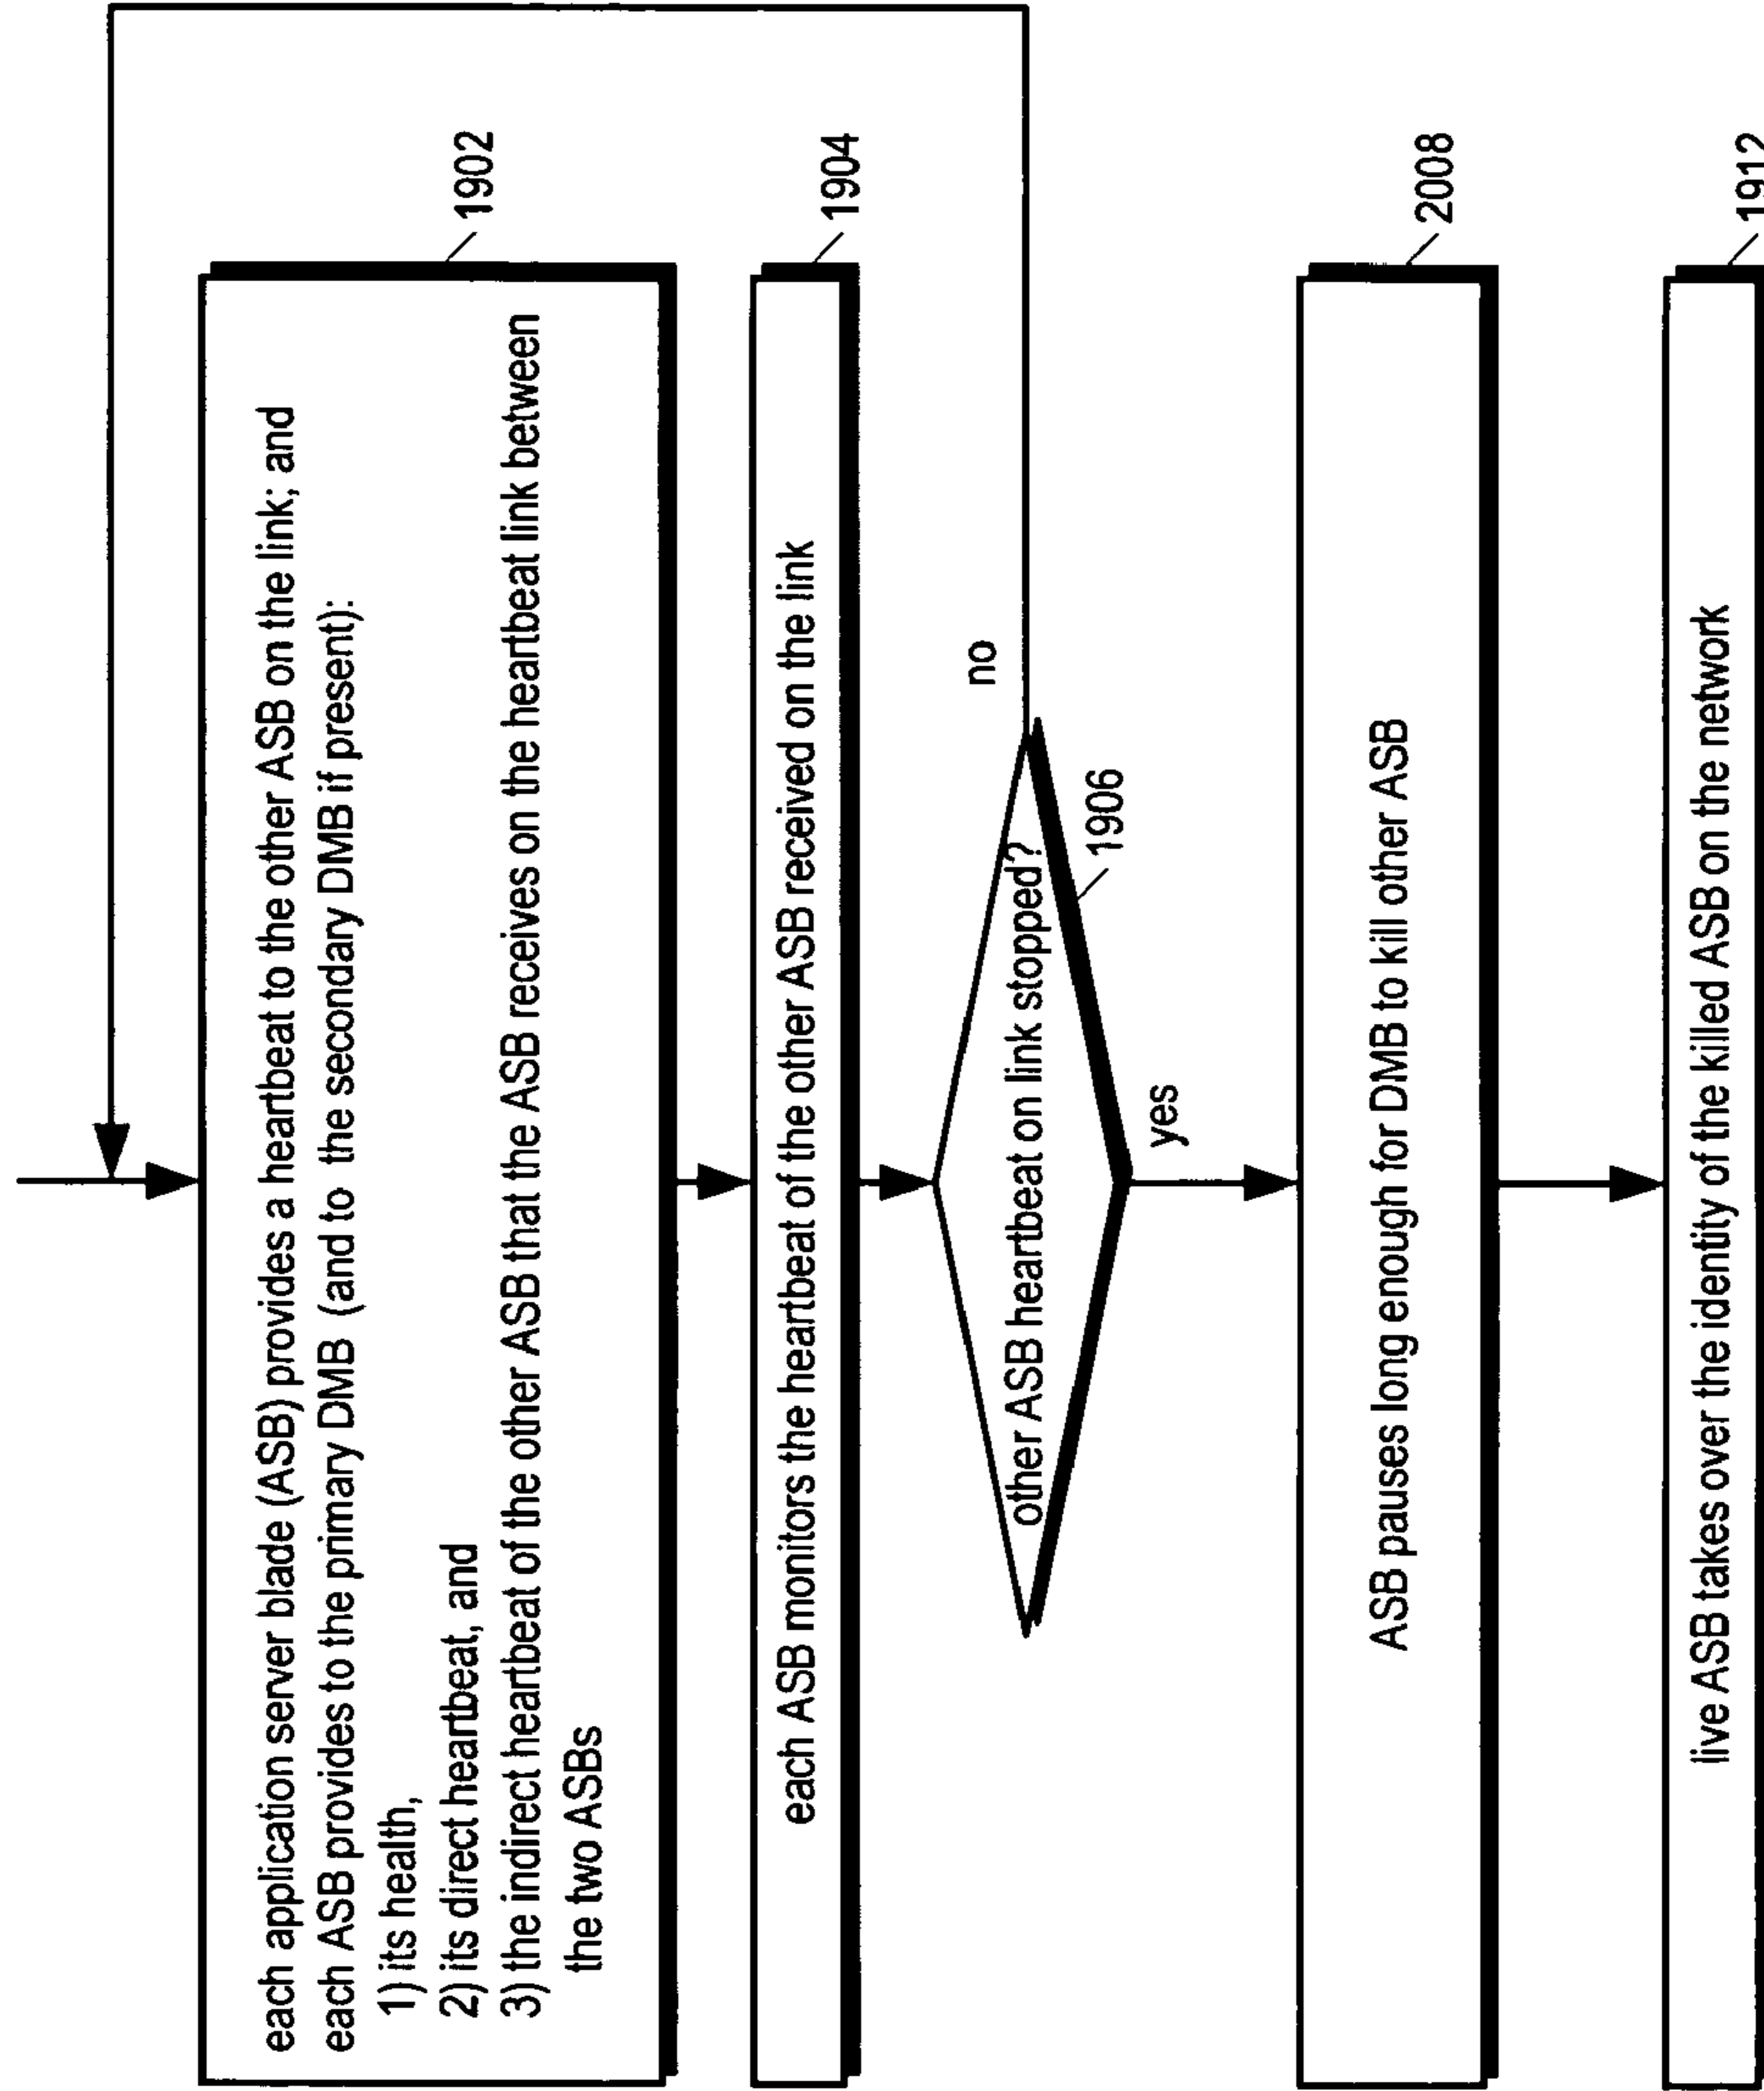 each application server blade (ASB) provides a heartbeat to the other ASB on the link; and
each ASB provides to the primary DMB (and to the secondary DMB if present):
1) its health,
2) its direct heartbeat, and
3) the indirect heartbeat of the other ASB that the ASB receives on the heartbeat link between
the two ASBs
1902
each ASB monitors the heartbeat of the other ASB received on the link
1904
other ASB heartbeat on link stopped?
1906
no
yes
ASB pauses long enough for DMB to kill other ASB
2008
live ASB takes over the identity of the killed ASB on the network
1912